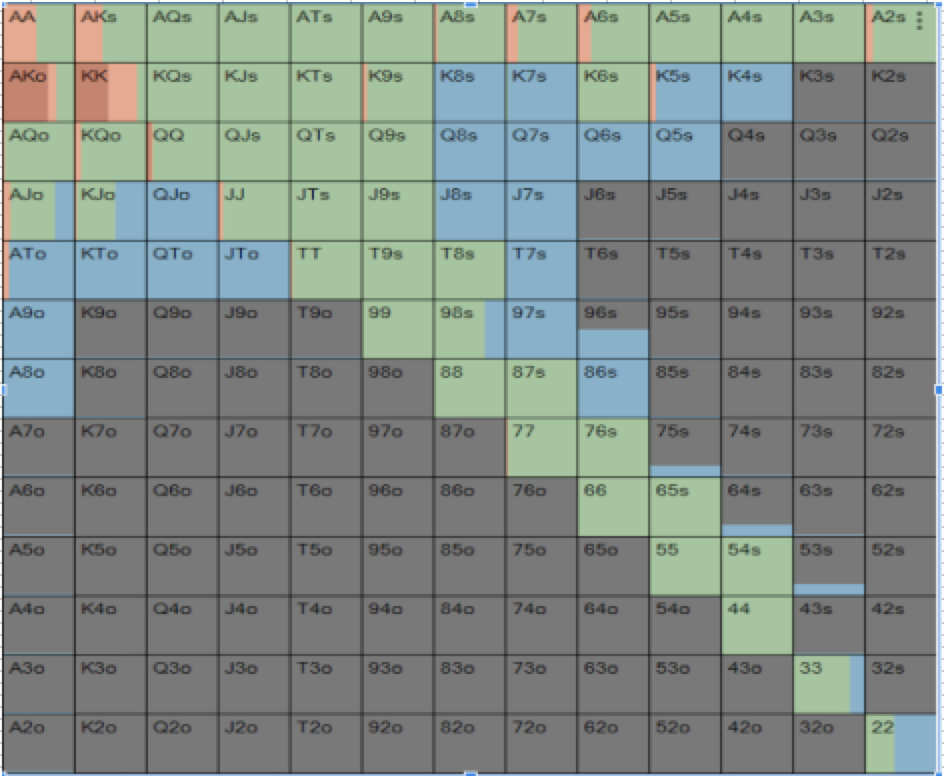 AA AKs AQs AJs ATs A9s A8s A7s A6s A5s A4s A3s A2s
AKo KK KQs KJs KTs K9s K8s K7s K6s K5s K4s K3s K2s
AQo KQo QQ QJs QTs Q9s Q8s Q7s Q6s Q5s Q4s Q3s Q2s
AJo KJo QJo JJ JTs J9s J8s J7s J6s J5s J4s J3s J2s
ATo KTo QTo JTo TT T9s T8s T7s T6s T5s T4s T3s T2s
A9o K9o Q9o J9o T9o 99 98s 97s 96s 95s 94s 93s 92s
A8o K8o Q8o J8o T8o 98o 88 87s 86s 85s 84s 83s 82s
A7o K7o Q7o J7o T7o 97o 87o 77 76s 75s 74s 73s 72s
A6o K6o Q6o J6o T6o 96o 86o 76o 66 65s 64s 63s 62s
A5o K5o Q5o J5o T5o 95o 85o 75o 65o 55 54s 53s 52s
A4o K4o Q4o J4o T4o 94o 84o 74o 64o 54o 44 43s 42s
A3o K3o Q3o J3o T3o 93o 83o 73o 63o 53o 43o 33 32s
A2o K2o Q2o J2o T2o 92o 82o 72o 62o 52o 42o 32o 22